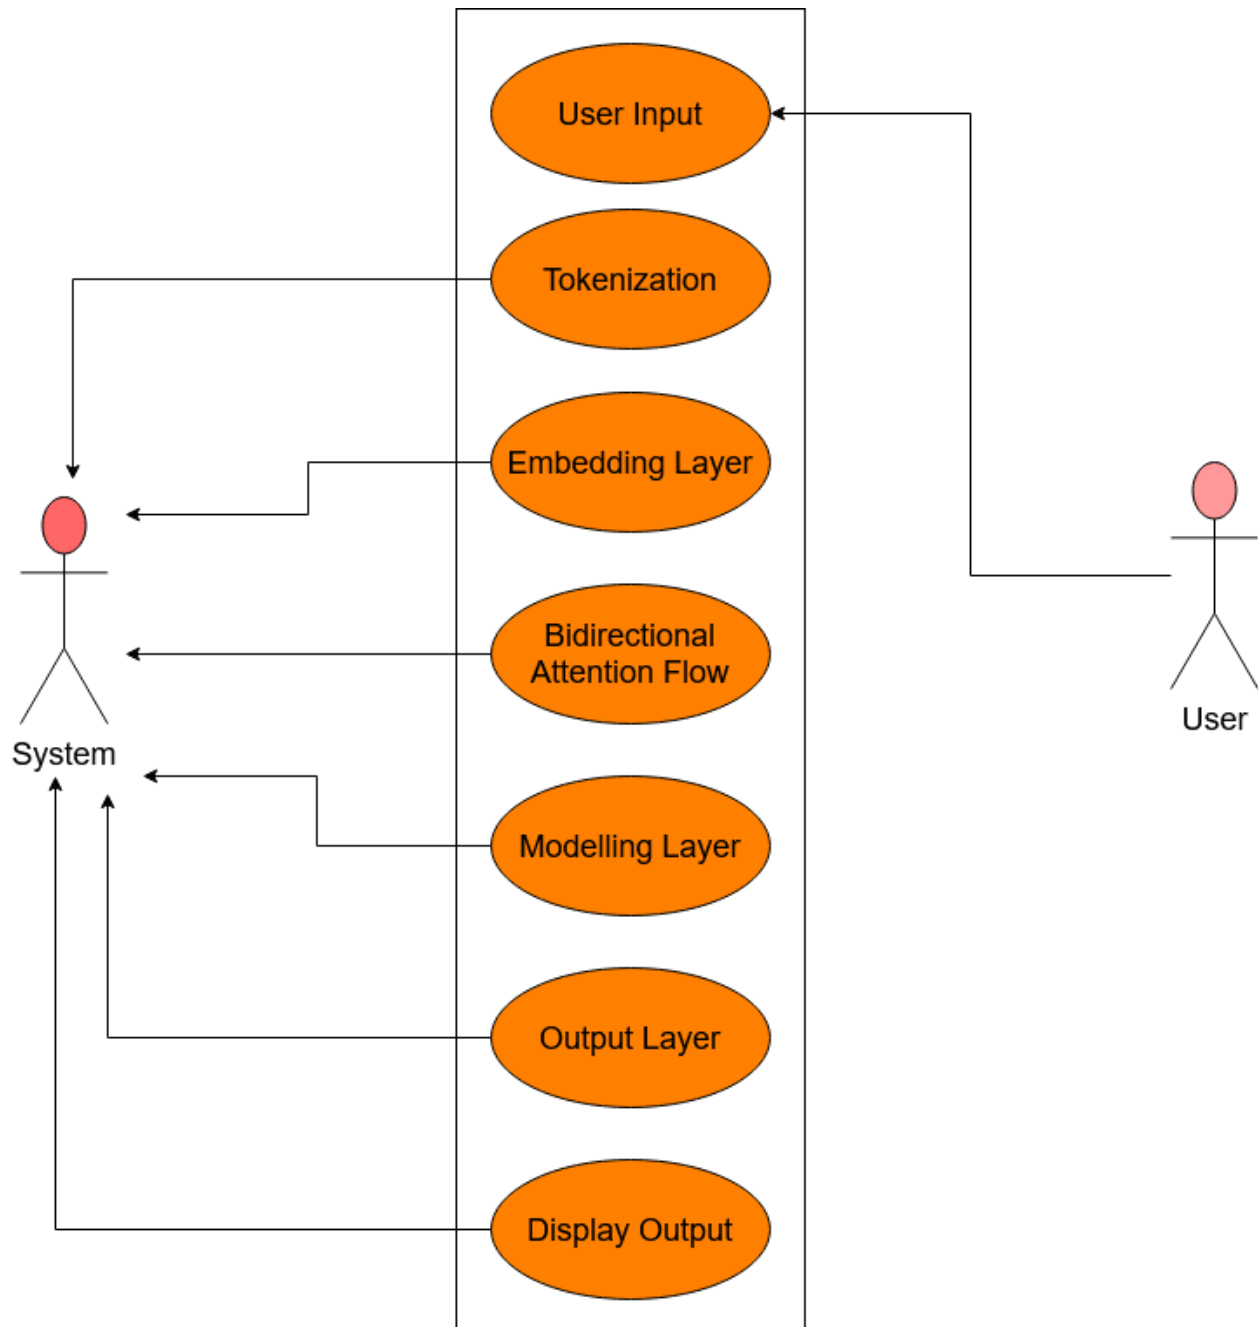 User Input
Tokenization
Embedding Layer
Bidirectional
Attention Flow
System
User
Modelling Layer
Output Layer
Display Output